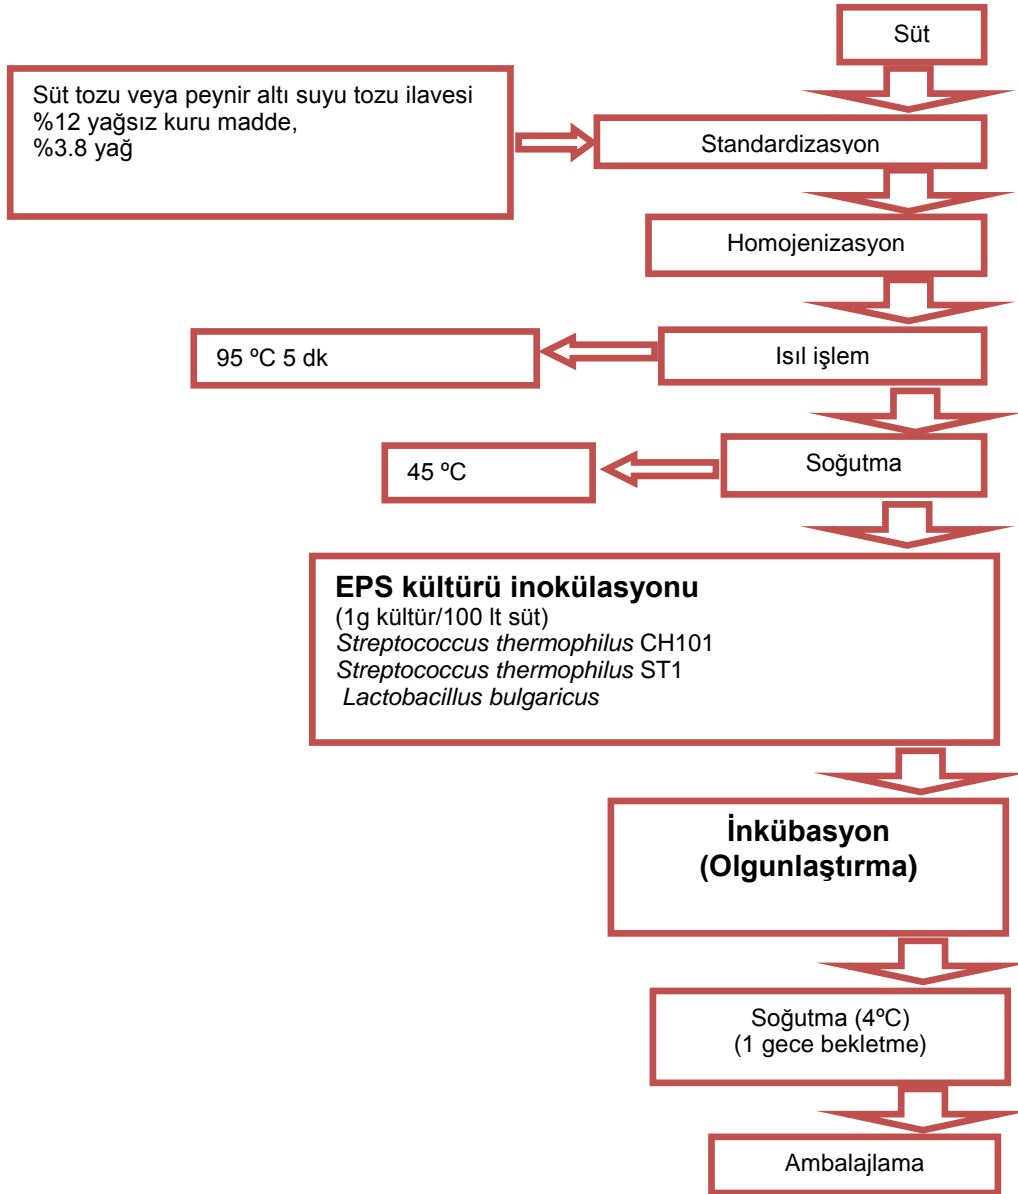 Süt
Süt tozu veya peynir altı suyu tozu ilavesi
%12 yağsız kuru madde,
%3.8 yağ
Standardizasyon
Homojenizasyon
95 ºC 5 dk
Isıl işlem
45 ºC
Soğutma
EPS kültürü inokülasyonu
(1g kültür/100 lt süt)
Streptococcus thermophilus CH101
Streptococcus thermophilus ST1
Lactobacillus bulgaricus
İnkübasyon
(Olgunlaştırma)
Soğutma (4ºC)
(1 gece bekletme)
Ambalajlama